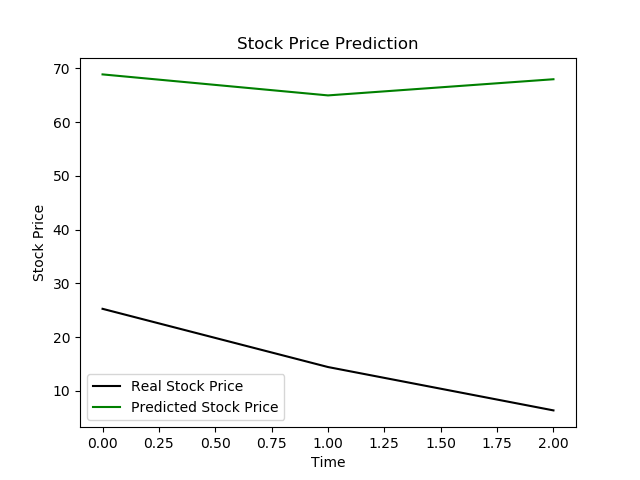 Stock Price Prediction
70
60
50
40
30
20
10
Stock Price
Real Stock Price
Predicted Stock Price
0.00 0.25 0.50 0.75 1.00 1.25 1.50 1.75 2.00
Time